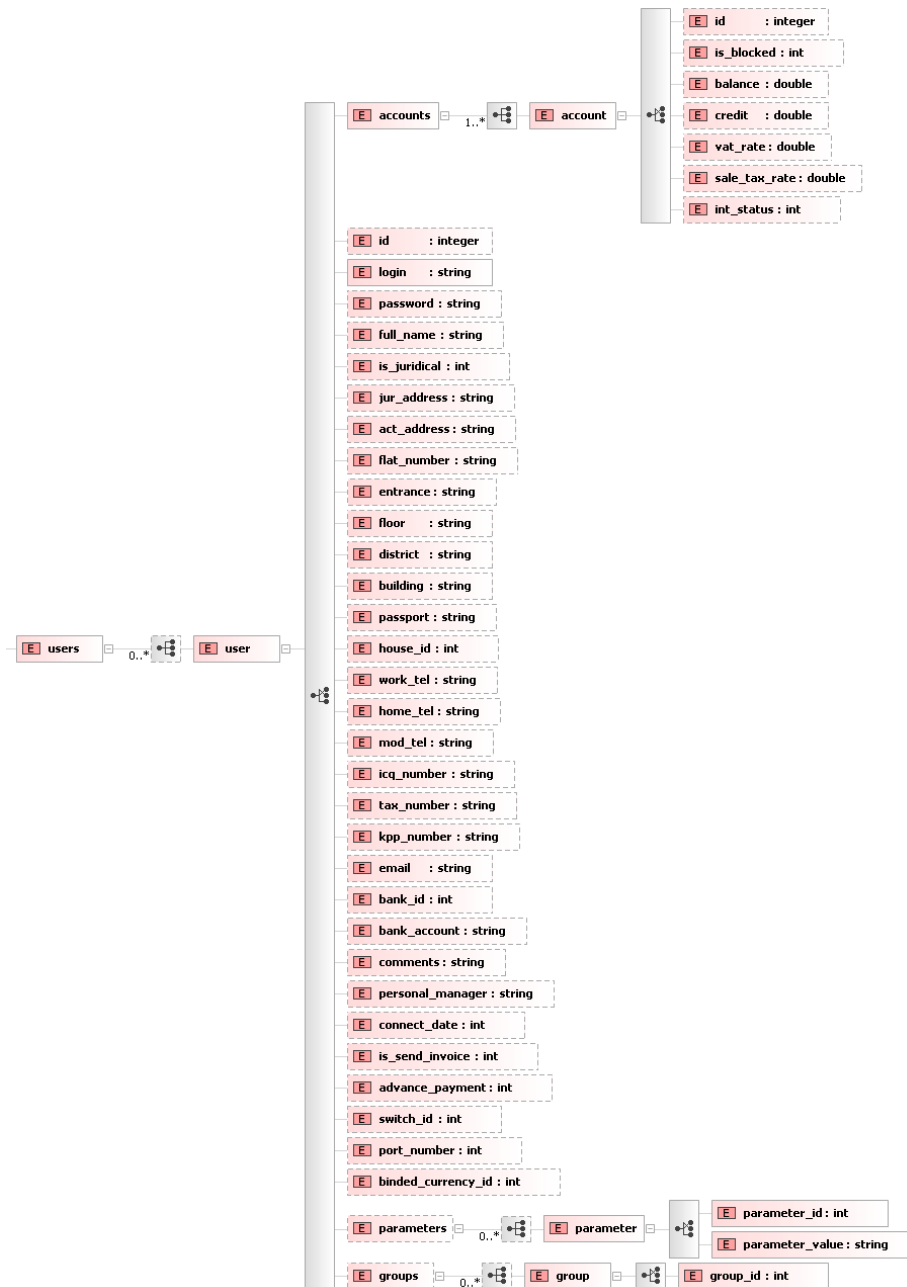 E id : integer
E is_blocked : int
E balance : double
E accounts 1..* E account E credit : double
E vat_rate : double
E sale_tax_rate : double
E int_status : int
E id : integer
E login : string
E password : string
E full_name : string
E is_juridical : int
E jur_address : string
E act_address : string
E flat_number : string
E entrance : string
E floor : string
E district : string
E building : string
E passport : string
E users 0..* E user E house_id : int
E work_tel : string
E home_tel : string
E mod_tel : string
E icq_number : string
E tax_number : string
E kpp_number : string
E email : string
E bank_id : int
E bank_account : string
E comments : string
E personal_manager : string
E connect_date : int
E is_send_invoice : int
E advance_payment : int
E switch_id : int
E port_number : int
E binded_currency_id : int
E parameter_id : int
E parameters 0..* E parameter
E parameter_value : string
E groups 0..* E group E group_id : int